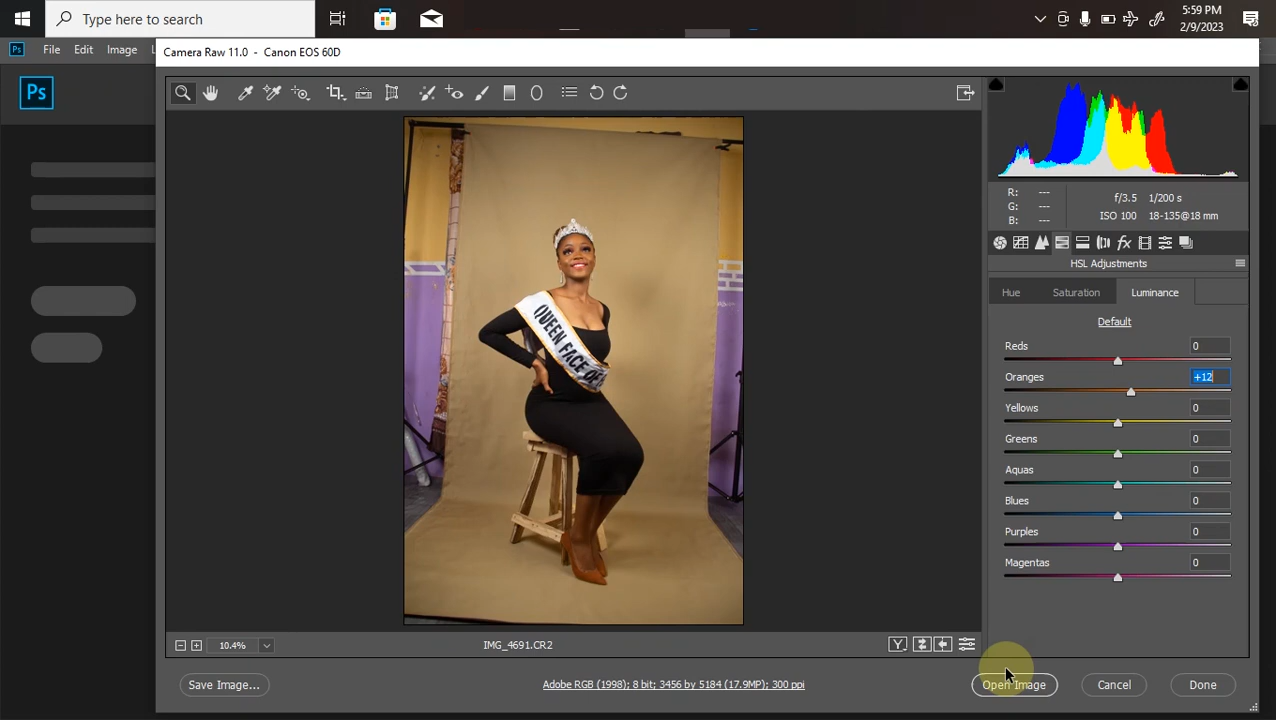 Type here to search
5:59 PM
2/9/2023
Ps
File Edit Image L
Camera Raw 11.0 - Canon EOS 60D
Ps
R: ---
G: ---
B: ---
f/3.5 1/200 s
ISO 100 18-135@18 mm
fx
HSL Adjustments
Hue Saturation Luminance
Default
Reds 0
Oranges +12
Yellows 0
Greens 0
Aquas 0
Blues 0
Purples 0
Magentas 0
QUEEN FACE OF
10.4%
IMG_4691.CR2
Y
Save Image...
Adobe RGB (1998); 8 bit; 3456 by 5184 (17.9MP); 300 ppi
Open Image
Cancel
Done